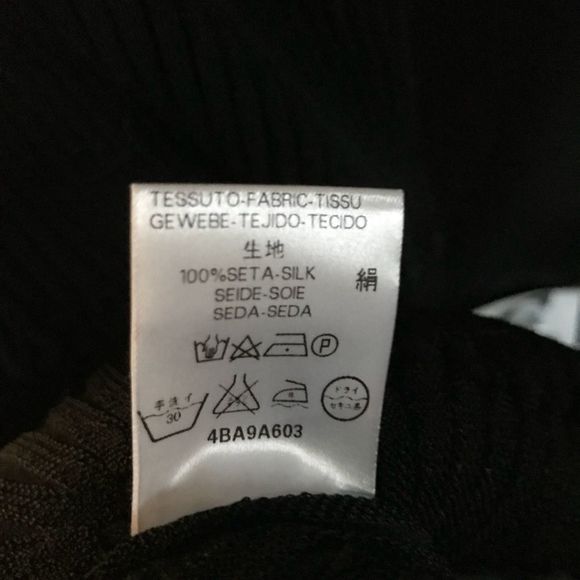 TESSUTO-FABRIC-TISSU
GEWEBE-TEJIDO-TECIDO
生地
100%SETA-SILK
SEIDE-SOIE
SEDA-SEDA
絹
P
手洗イ
30
ドライ
セキユ系
4BA9A603